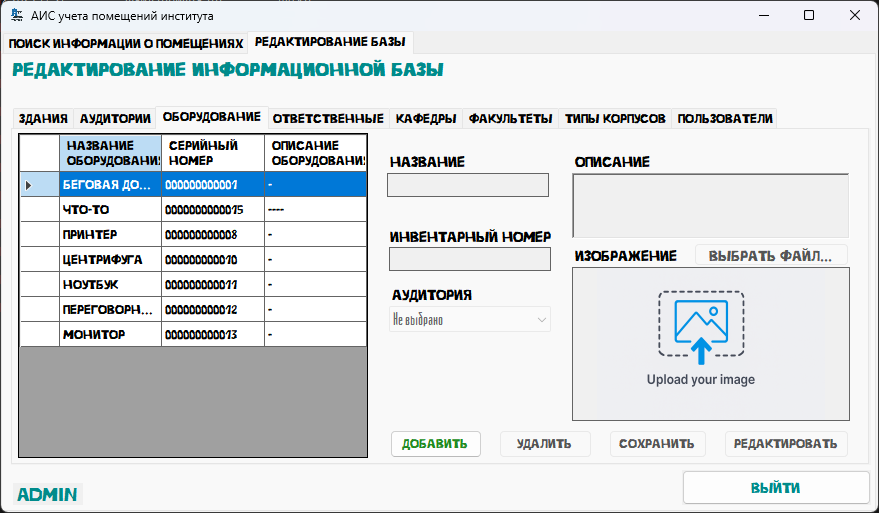 АИС учета помещений института
ПОИСК ИНФОРМАЦИИ О ПОМЕЩЕНИЯХ РЕДАКТИРОВАНИЕ БАЗЫ
РЕДАКТИРОВАНИЕ ИНФОРМАЦИОННОЙ БАЗЫ
ЗДАНИЯ АУДИТОРИИ ОБОРУДОВАНИЕ ОТВЕТСТВЕННЫЕ КАФЕДРЫ ФАКУЛЬТЕТЫ ТИПЫ КОРПУСОВ ПОЛЬЗОВАТЕЛИ
НАЗВАНИЕ ОБОРУДОВАНИЯ СЕРИЙНЫЙ НОМЕР ОПИСАНИЕ ОБОРУДОВАНИЯ
БЕГОВАЯ ДО... 000000000001 -
ЧТО-ТО 0000000000015 ----
ПРИНТЕР 000000000008 -
ЦЕНТРИФУГА 000000000010 -
НОУТБУК 000000000011 -
ПЕРЕГОВОРН... 000000000012 -
МОНИТОР 000000000013 -
НАЗВАНИЕ
ИНВЕНТАРНЫЙ НОМЕР
АУДИТОРИЯ
Не выбрано
ОПИСАНИЕ
ИЗОБРАЖЕНИЕ ВЫБРАТЬ ФАЙЛ...
Upload your image
ДОБАВИТЬ УДАЛИТЬ СОХРАНИТЬ РЕДАКТИРОВАТЬ
ADMIN
ВЫЙТИ